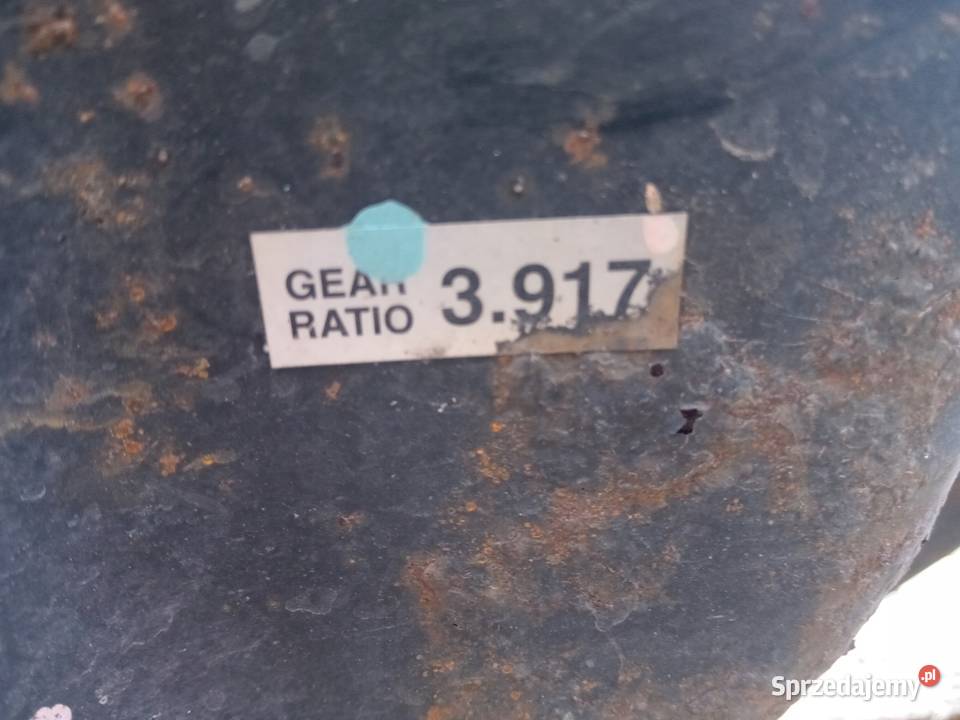 GEAR
RATIO 3.917
Sprzedajemy.pl